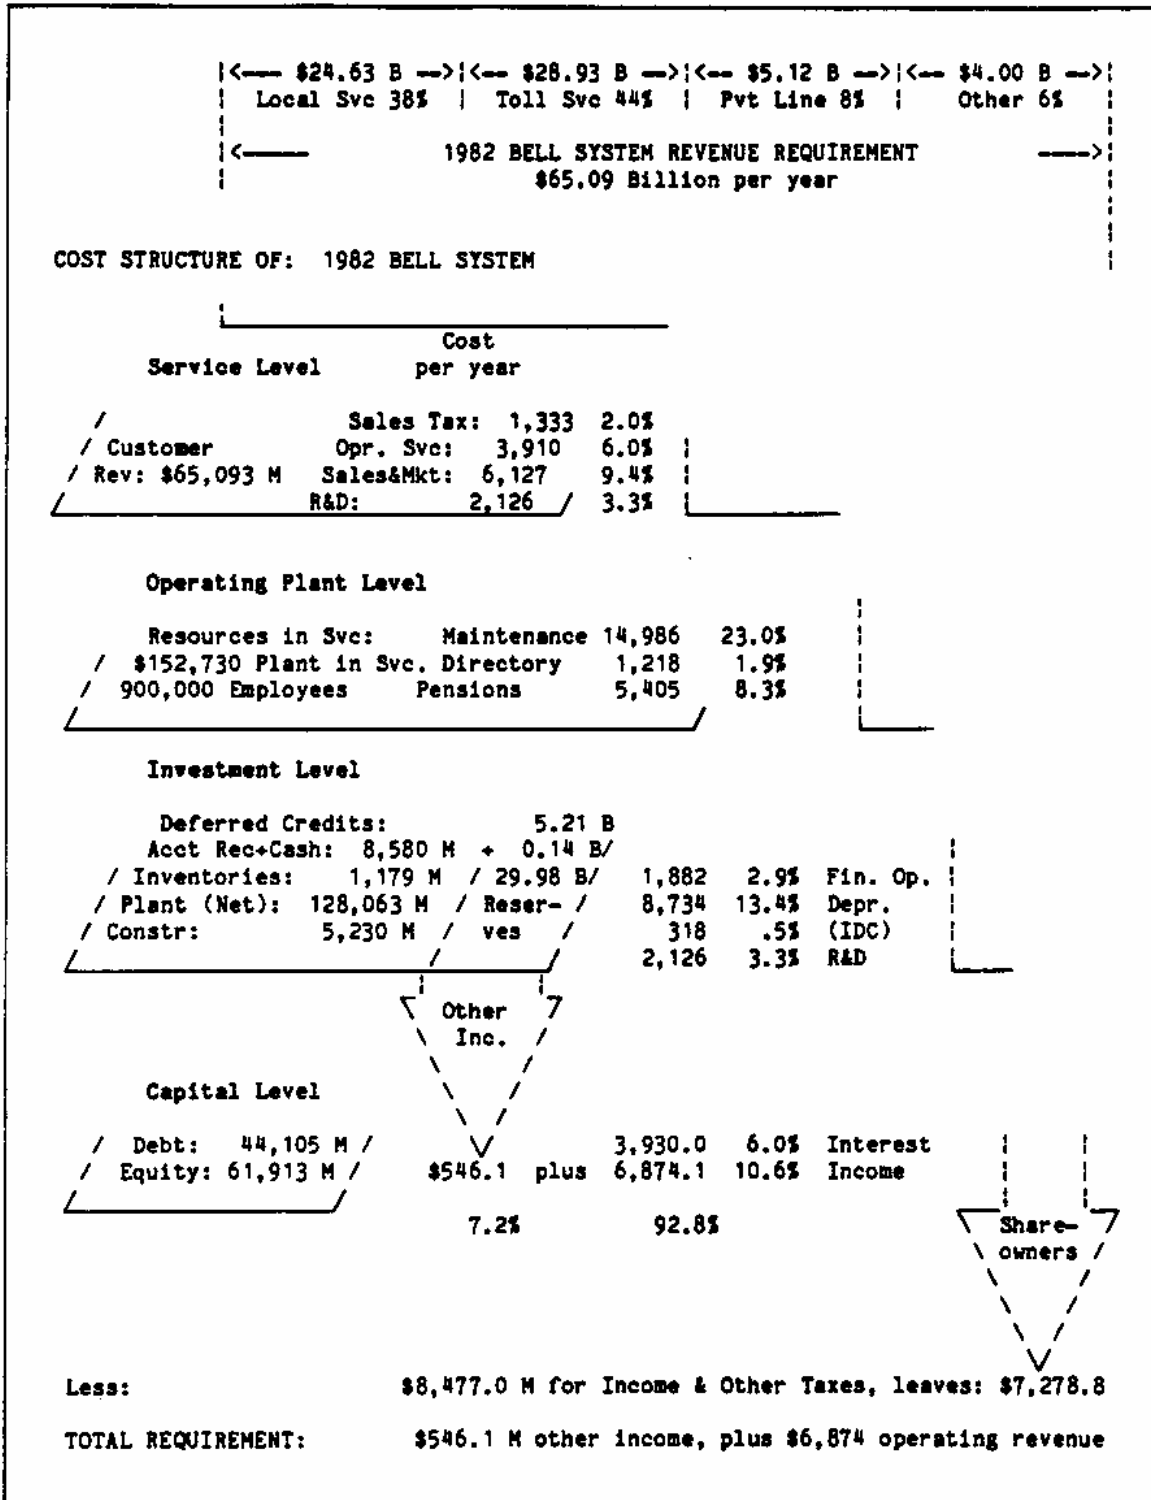 |<--- $24.63 B -->|<-- $28.93 B -->|<-- $5.12 B -->|<-- $4.00 B -->|
| Local Svc 38% | Toll Svc 44% | Pvt Line 8% | Other 6% |
|<---- 1982 BELL SYSTEM REVENUE REQUIREMENT ---->|
$65.09 Billion per year
COST STRUCTURE OF: 1982 BELL SYSTEM
Cost
Service Level per year
/ Sales Tax: 1,333 2.0%
/ Customer Opr. Svc: 3,910 6.0%
/ Rev: $65,093 M Sales&Mkt: 6,127 9.4%
/ R&D: 2,126 / 3.3%
Operating Plant Level
Resources in Svc: Maintenance 14,986 23.0%
/ $152,730 Plant in Svc. Directory 1,218 1.9%
/ 900,000 Employees Pensions 5,405 8.3%
Investment Level
Deferred Credits: 5.21 B
Acct Rec+Cash: 8,580 M + 0.14 B/
/ Inventories: 1,179 M / 29.98 B/ 1,882 2.9% Fin. Op.
/ Plant (Net): 128,063 M / Reser- / 8,734 13.4% Depr.
/ Constr: 5,230 M / ves / 318 .5% (IDC)
2,126 3.3% R&D
Other
Inc.
Capital Level
/ Debt: 44,105 M / 3,930.0 6.0% Interest
/ Equity: 61,913 M / $546.1 plus 6,874.1 10.6% Income
7.2% 92.8%
Share-
owners
Less: $8,477.0 M for Income & Other Taxes, leaves: $7,278.8
TOTAL REQUIREMENT: $546.1 M other income, plus $6,874 operating revenue